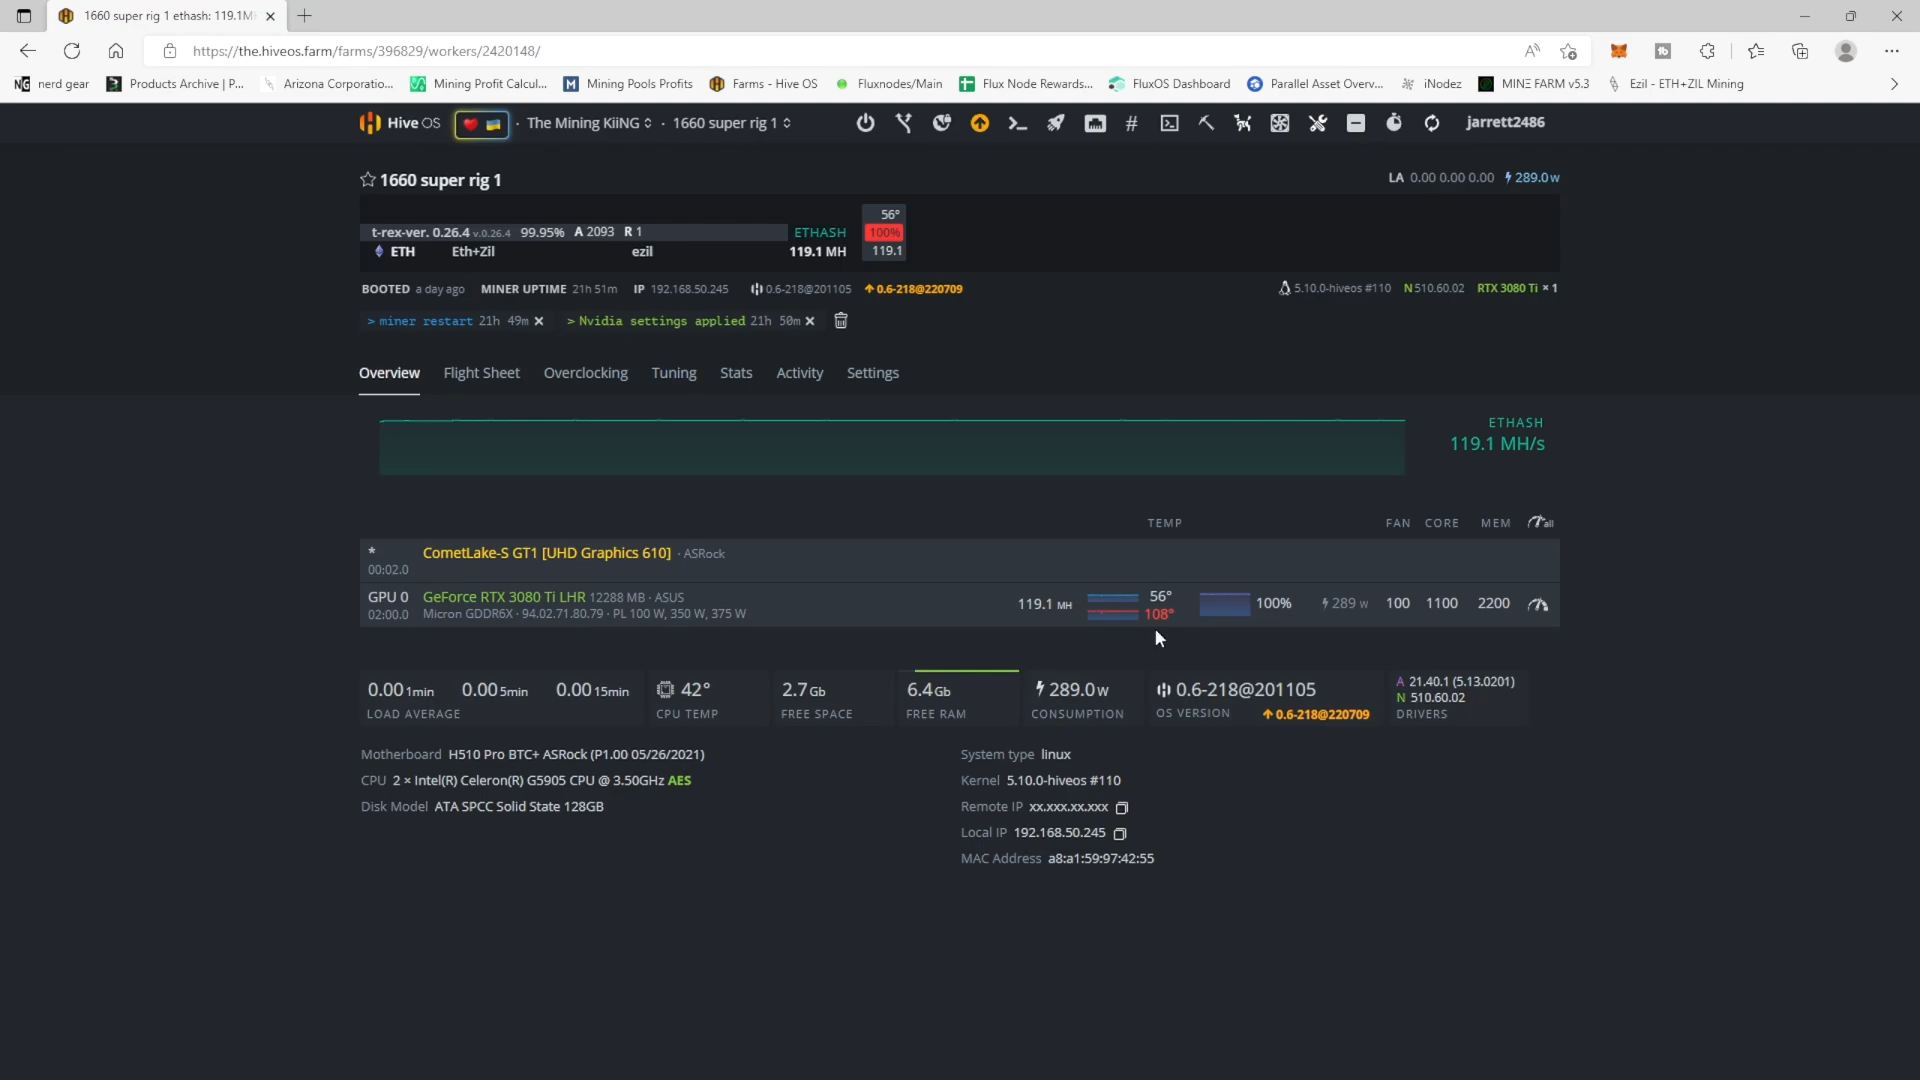 1660 super rig 1 ethash: 119.1M
https://the.hiveos.farm/farms/396829/workers/2420148/
nerd gear Products Archive | P... Arizona Corporatio... Mining Profit Calcul... Mining Pools Profits Farms - Hive OS Fluxnodes/Main Flux Node Rewards... FluxOS Dashboard Parallel Asset Overv... iNodez MINE FARM v5.3 Ezil - ETH+ZIL Mining
Hive OS · The Mining KiiNG · 1660 super rig 1 jarrett2486
1660 super rig 1 LA 0.00 0.00 0.00 289.0 W
56°
t-rex-ver. 0.26.4 v.0.26.4 99.95% A 2093 R 1 ETHASH 100%
ETH Eth+Zil ezil 119.1 MH 119.1
BOOTED a day ago MINER UPTIME 21h 51m IP 192.168.50.245 0.6-218@201105 0.6-218@220709 5.10.0-hiveos #110 N 510.60.02 RTX 3080 Ti × 1
> miner restart 21h 49m × > Nvidia settings applied 21h 50m ×
Overview Flight Sheet Overclocking Tuning Stats Activity Settings
ETHASH
119.1 MH/s
TEMP FAN CORE MEM all
* CometLake-S GT1 [UHD Graphics 610] · ASRock
00:02.0
GPU 0 GeForce RTX 3080 Ti LHR 12288 MB · ASUS 119.1 MH 56° 100% 289 W 100 1100 2200
02:00.0 Micron GDDR6X · 94.02.71.80.79 · PL 100 W, 350 W, 375 W 108°
0.00 1min 0.00 5min 0.00 15min 42° 2.7 Gb 6.4 Gb 289.0 W 0.6-218@201105 A 21.40.1 (5.13.0201)
N 510.60.02
LOAD AVERAGE CPU TEMP FREE SPACE FREE RAM CONSUMPTION OS VERSION 0.6-218@220709 DRIVERS
Motherboard H510 Pro BTC+ ASRock (P1.00 05/26/2021) System type linux
CPU 2 × Intel(R) Celeron(R) G5905 CPU @ 3.50GHz AES Kernel 5.10.0-hiveos #110
Disk Model ATA SPCC Solid State 128GB Remote IP xx.xxx.xx.xxx
Local IP 192.168.50.245
MAC Address a8:a1:59:97:42:55